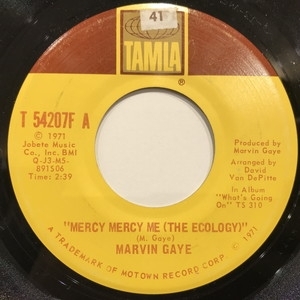 41
TAMLA
®
T 54207F A
© 1971
Jobete Music
Co., Inc. BMI
Q-J3-M5-
891S06
Time: 2:39
Produced by
Marvin Gaye
Arranged by
David
Van DePitte
In Album
"What's Going
On" TS 310
"MERCY MERCY ME (THE ECOLOGY)"
(M. Gaye)
MARVIN GAYE
℗ 1971
A TRADEMARK OF MOTOWN RECORD CORP.